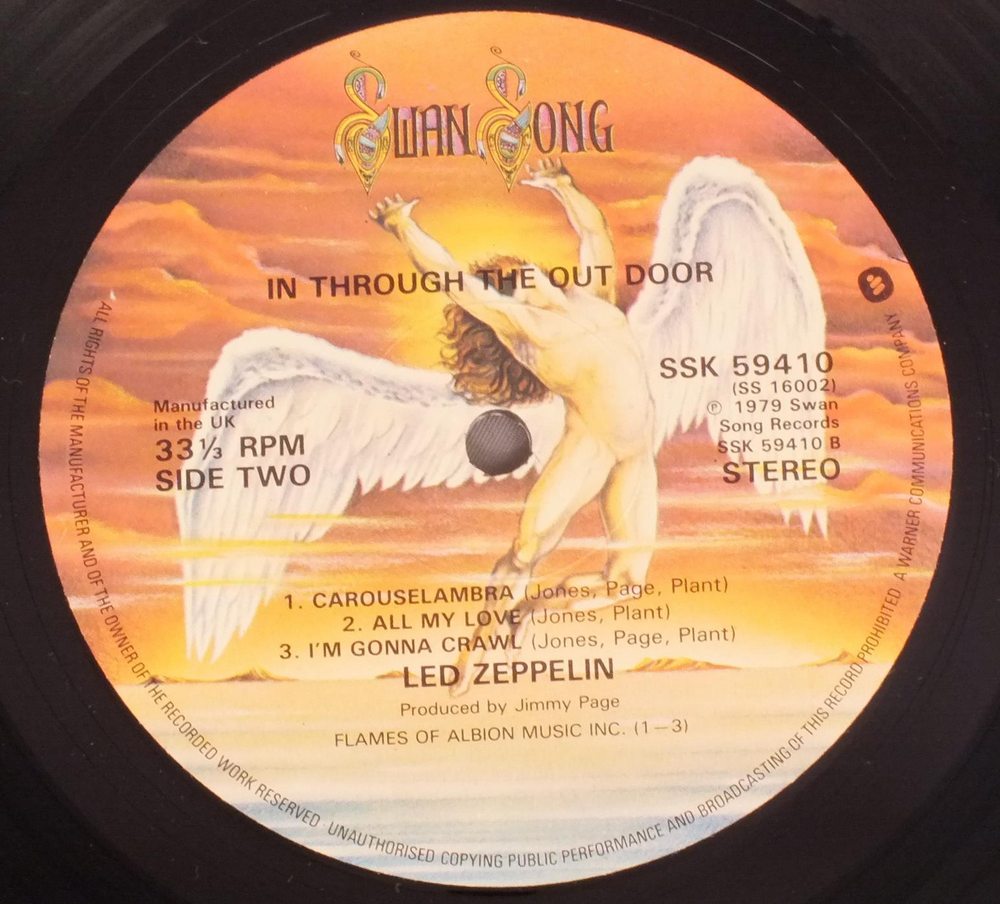 SWAN SONG
IN THROUGH THE OUT DOOR
Manufactured
in the UK
33⅓ RPM
SIDE TWO
SSK 59410
(SS 16002)
℗ 1979 Swan
Song Records
SSK 59410 B
STEREO
1. CAROUSELAMBRA (Jones, Page, Plant)
2. ALL MY LOVE (Jones, Plant)
3. I'M GONNA CRAWL (Jones, Page, Plant)
LED ZEPPELIN
Produced by Jimmy Page
FLAMES OF ALBION MUSIC INC. (1—3)
ALL RIGHTS OF THE MANUFACTURER AND OF THE OWNER OF THE RECORDED WORK RESERVED · UNAUTHORISED COPYING PUBLIC PERFORMANCE AND BROADCASTING OF THIS RECORD PROHIBITED A WARNER COMMUNICATIONS COMPANY